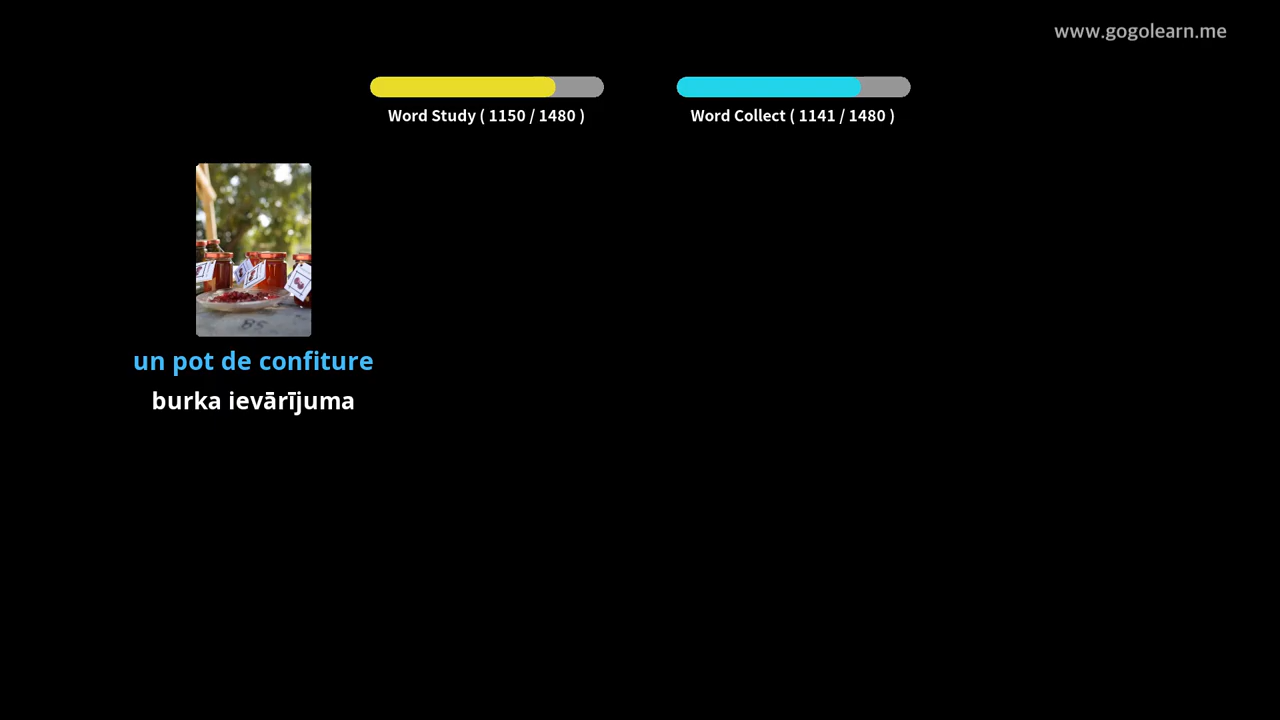 www.gogolearn.me
Word Study ( 1150 / 1480 )
Word Collect ( 1141 / 1480 )
un pot de confiture
burka ievārījuma